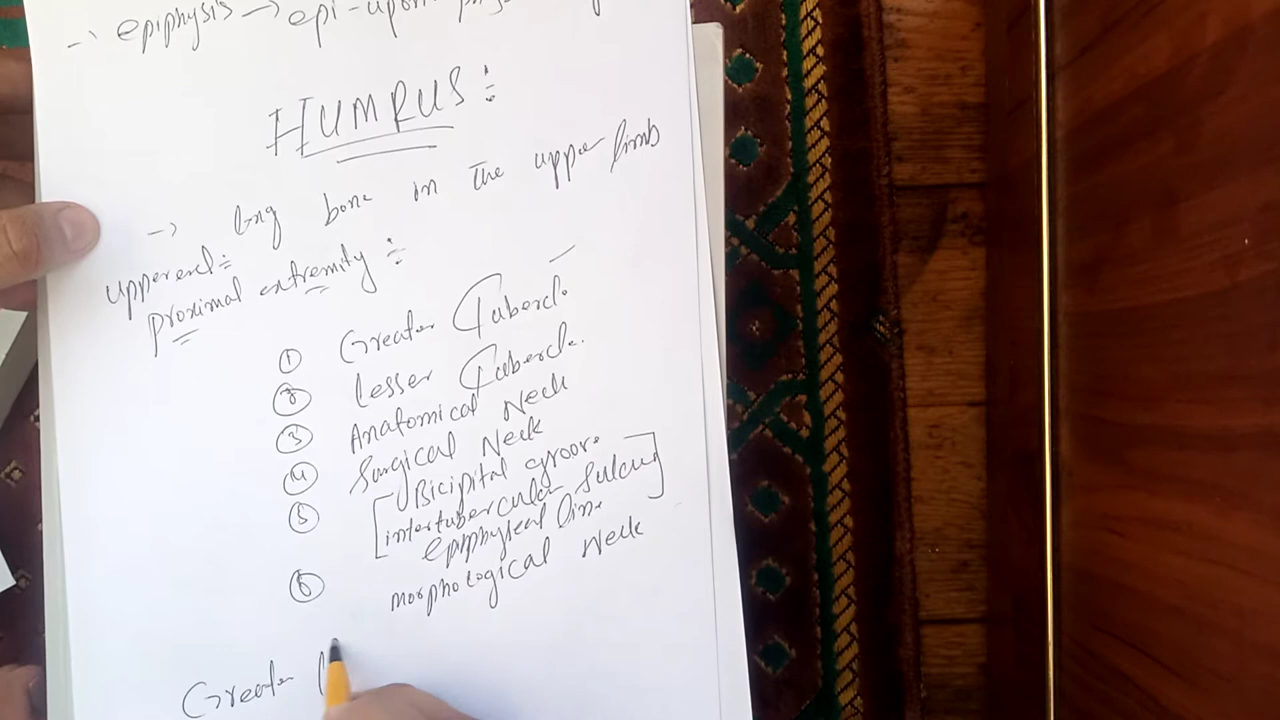 -> epiphysis -> epi-upon
HUMRUS:
-> long bone in the upper limb
upper end:
proximal extremity:
1 Greater Tubercle
2 Lesser Tubercle.
3 Anatomical Neck
4 Surgical Neck
5 [Bicipital groove
intertubercular Sulcus]
epiphyseal line
6 morphological Neck
Greater